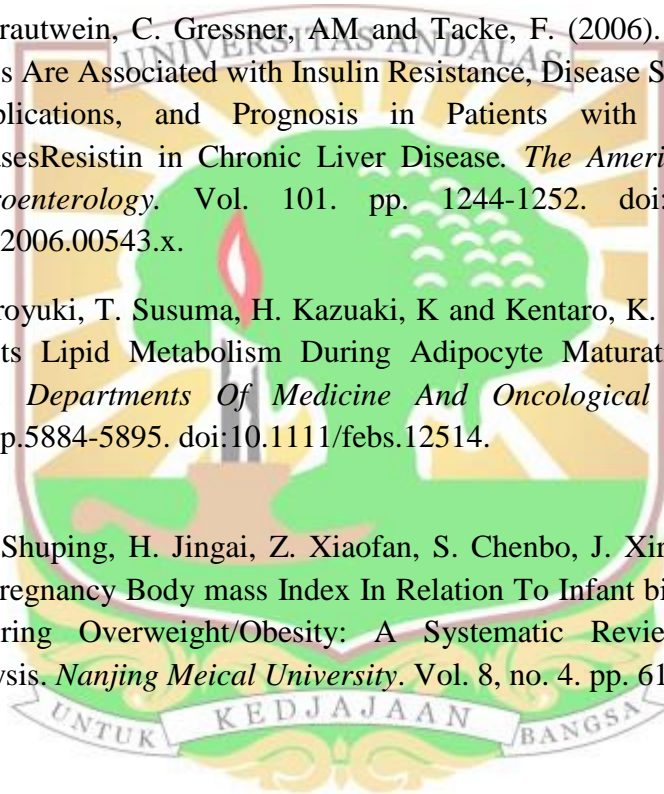 rautwein, C. Gressner, AM and Tacke, F. (2006).
UNIVERSITAS ANDALAS
s Are Associated with Insulin Resistance, Disease S
plications, and Prognosis in Patients with
asesResistin in Chronic Liver Disease. The Ameri
roenterology. Vol. 101. pp. 1244-1252. doi:
2006.00543.x.
royuki, T. Susuma, H. Kazuaki, K and Kentaro, K.
ts Lipid Metabolism During Adipocyte Maturat
Departments Of Medicine And Oncological
p.5884-5895. doi:10.1111/febs.12514.
Shuping, H. Jingai, Z. Xiaofan, S. Chenbo, J. Xin
regnancy Body mass Index In Relation To Infant bi
ring Overweight/Obesity: A Systematic Revie
ysis. Nanjing Meical University. Vol. 8, no. 4. pp. 61
UNTUK KEDJAJAAN BANGSA